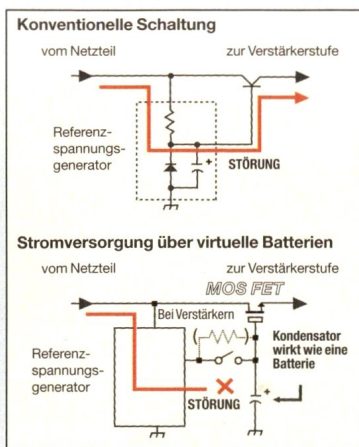 Konventionelle Schaltung
vom Netzteil
zur Verstärkerstufe
Referenz-
spannungs-
generator
+
STÖRUNG
Stromversorgung über virtuelle Batterien
vom Netzteil
zur Verstärkerstufe
MOS FET
Bei Verstärkern
Referenz-
spannungs-
generator
Kondensator
wirkt wie eine
Batterie
STÖRUNG
+